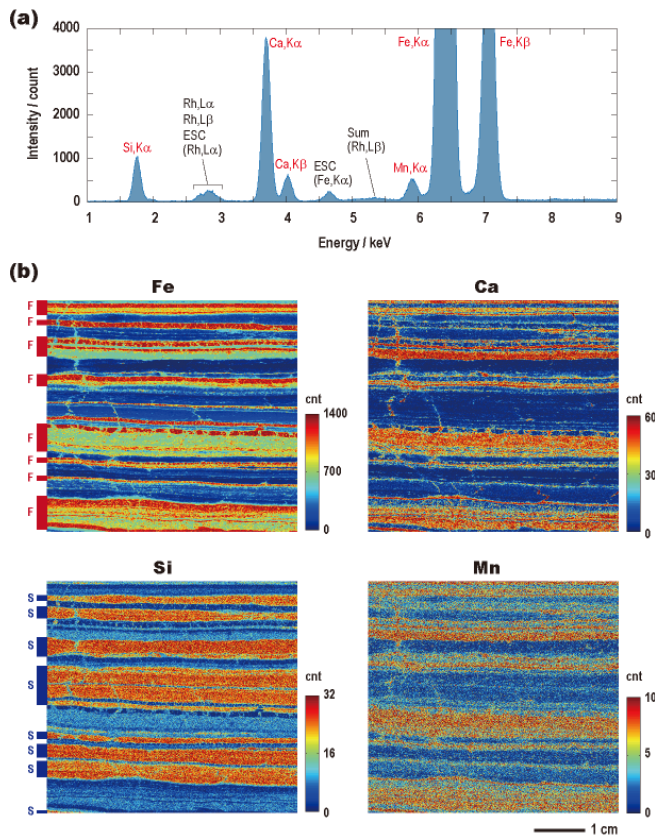 (a)
4000
3000
2000
1000
0
Intensity / count
Si,Kα
Rh,Lα
Rh,Lβ
ESC
(Rh,Lα)
Ca,Kα
Ca,Kβ
ESC
(Fe,Kα)
Sum
(Rh,Lβ)
Mn,Kα
Fe,Kα
Fe,Kβ
1 2 3 4 5 6 7 8 9
Energy / keV
(b)
Fe
Ca
F
F
F
F
F
F
F
F
cnt
1400
700
0
cnt
60
30
0
Si
Mn
S
S
S
S
S
S
S
S
cnt
32
16
0
cnt
10
5
0
1 cm